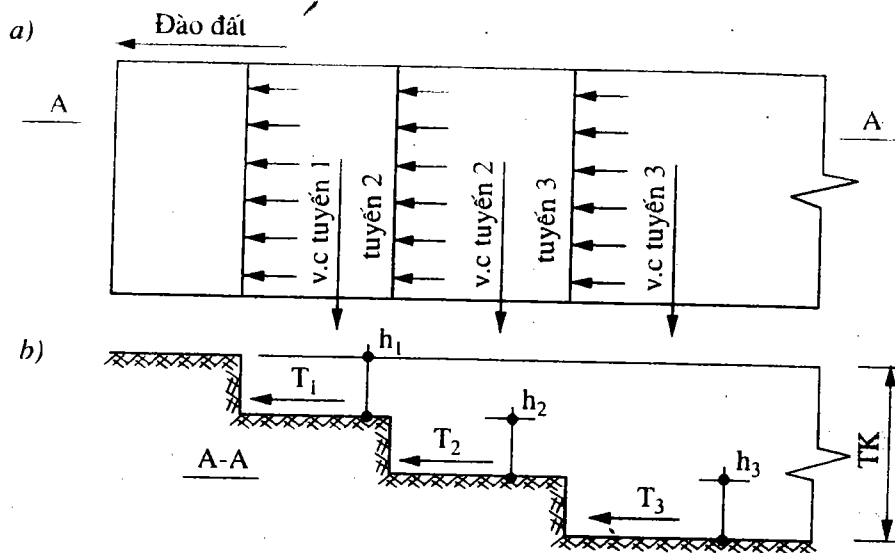 a)
Đào đất
A
A
v.c tuyến 1
tuyến 2
v.c tuyến 2
tuyến 3
v.c tuyến 3
b)
h1
T1
h2
T2
A-A
h3
T3
TK